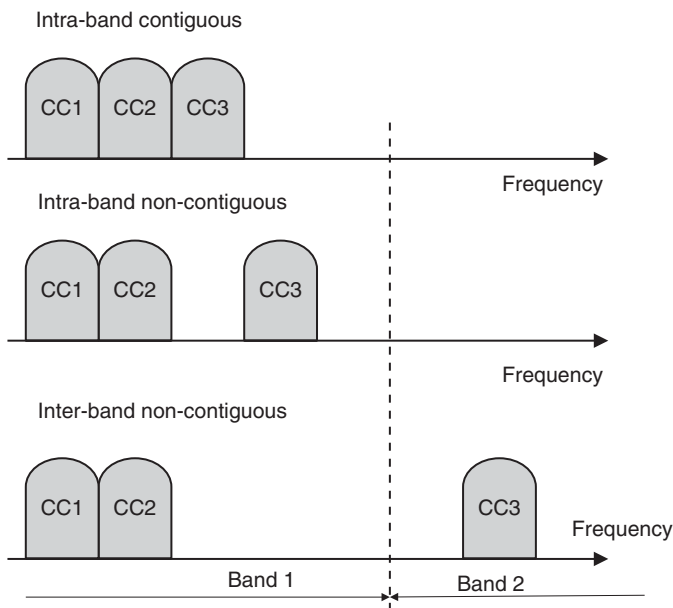 Intra-band contiguous
CC1 CC2 CC3
Frequency
Intra-band non-contiguous
CC1 CC2 CC3
Frequency
Inter-band non-contiguous
CC1 CC2 CC3
Frequency
Band 1 Band 2